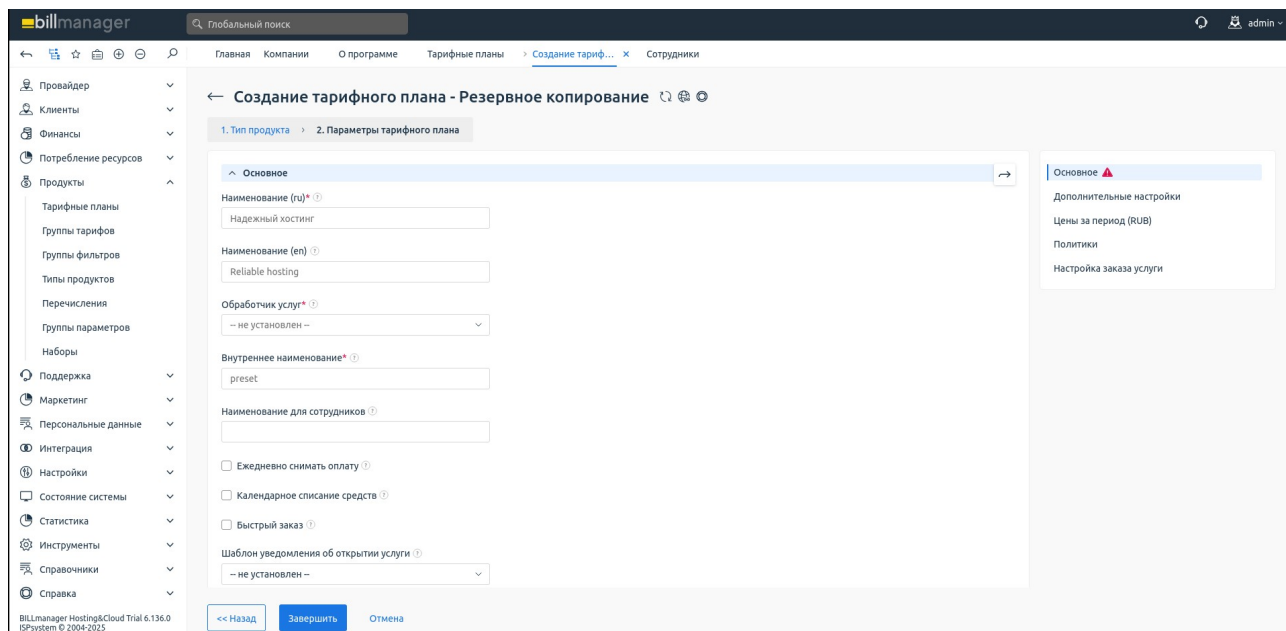 billmanager
Глобальный поиск
admin
Главная Компании О программе Тарифные планы > Создание тариф... × Сотрудники
Провайдер
Клиенты
Финансы
Потребление ресурсов
Продукты
Тарифные планы
Группы тарифов
Группы фильтров
Типы продуктов
Перечисления
Группы параметров
Наборы
Поддержка
Маркетинг
Персональные данные
Интеграция
Настройки
Состояние системы
Статистика
Инструменты
Справочники
Справка
BILLmanager Hosting&Cloud Trial 6.136.0
ISPsystem © 2004-2025
Создание тарифного плана - Резервное копирование
1. Тип продукта > 2. Параметры тарифного плана
Основное
Наименование (ru)*
Надежный хостинг
Наименование (en)
Reliable hosting
Обработчик услуг*
-- не установлен --
Внутреннее наименование*
preset
Наименование для сотрудников
Ежедневно снимать оплату
Календарное списание средств
Быстрый заказ
Шаблон уведомления об открытии услуги
-- не установлен --
<< Назад Завершить Отмена
Основное
Дополнительные настройки
Цены за период (RUB)
Политики
Настройка заказа услуги